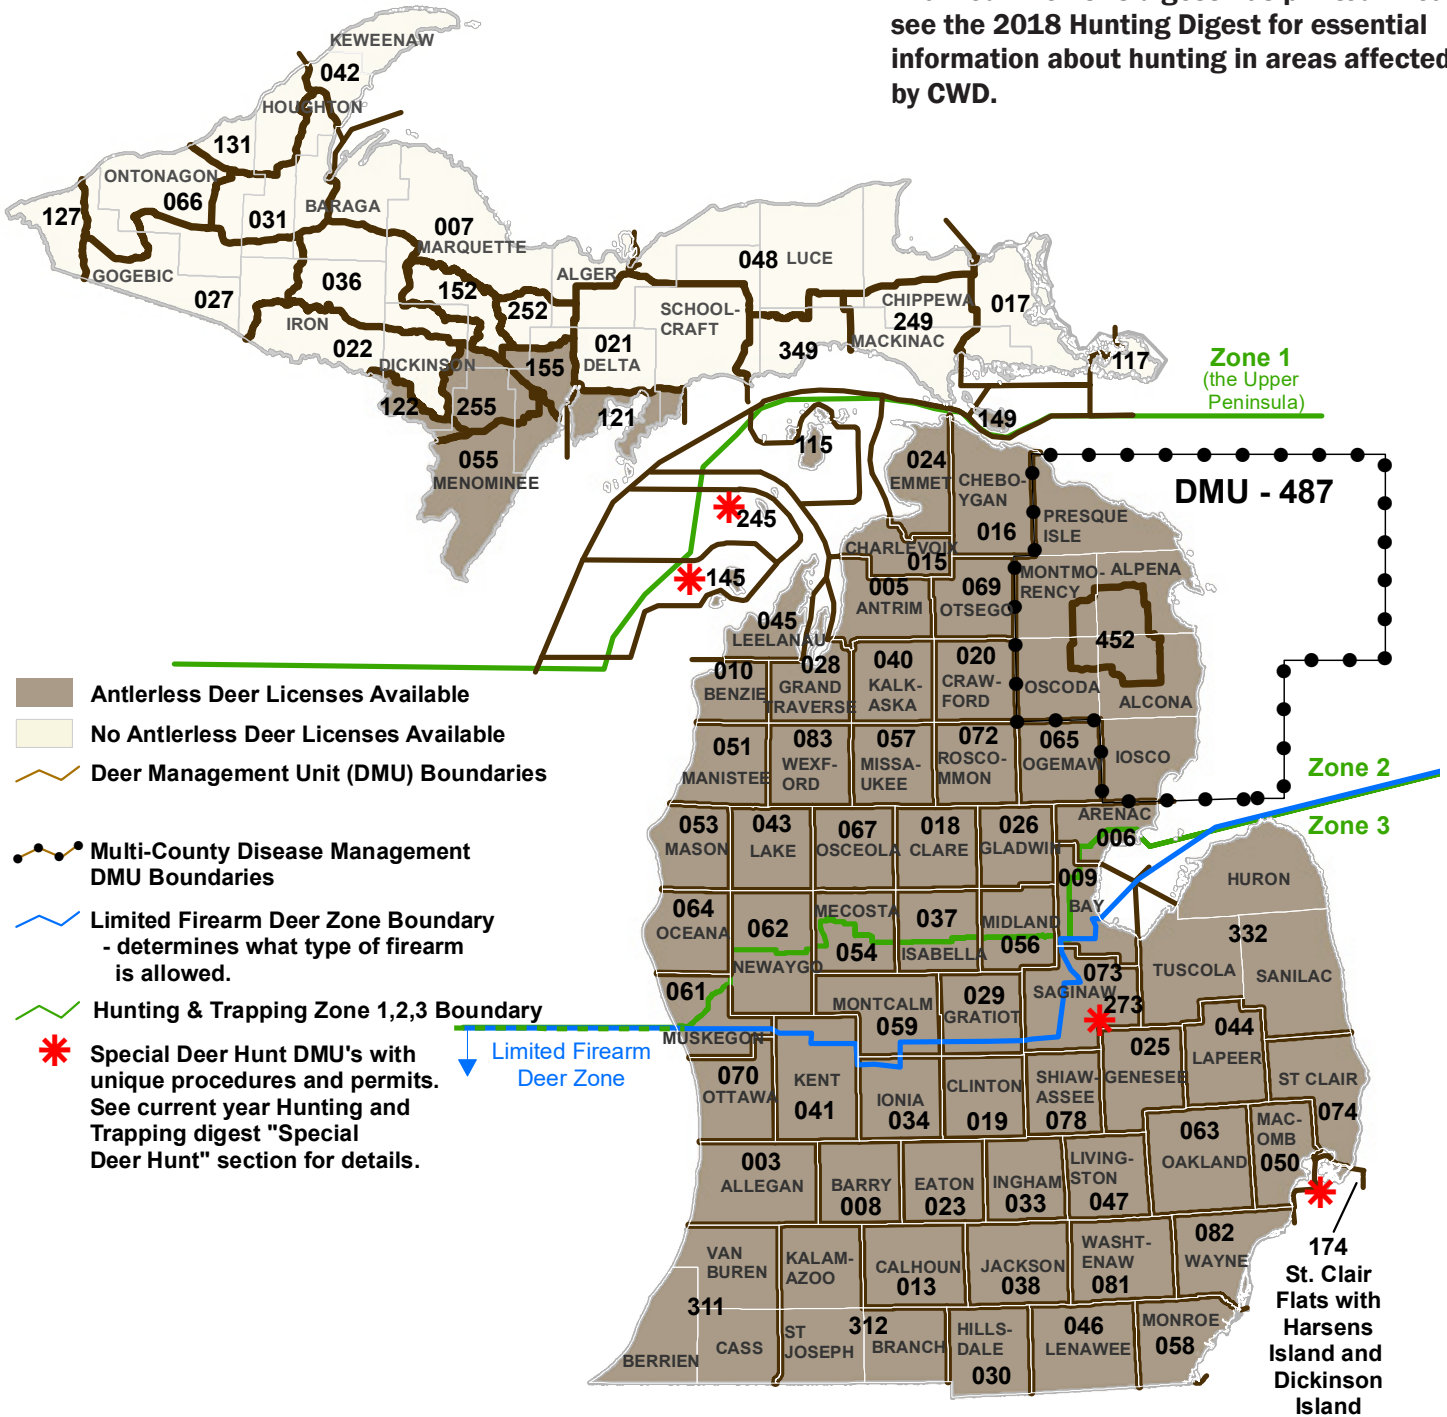 see the 2018 Hunting Digest for essential
information about hunting in areas affected
by CWD.
KEWEENAW
042
HOUGHTON
131
ONTONAGON
066
127
031
BARAGA
007
MARQUETTE
GOGEBIC
027
036
152
252
ALGER
IRON
022
DICKINSON
155
021
DELTA
SCHOOL-
CRAFT
048 LUCE
CHIPPEWA
249
MACKINAC
017
349
117
122
255
121
055
MENOMINEE
149
115
245
145
Zone 1
(the Upper
Peninsula)
DMU - 487
024
EMMET
CHEBO-
YGAN
016
PRESQUE
ISLE
CHARLEVOIX
015
005
ANTRIM
069
OTSEGO
MONTMO-
RENCY
ALPENA
452
045
LEELANAU
010
BENZIE
028
GRAND
TRAVERSE
040
KALK-
ASKA
020
CRAW-
FORD
OSCODA
ALCONA
051
MANISTEE
083
WEXF-
ORD
057
MISSA-
UKEE
072
ROSCO-
MMON
065
OGEMAW
IOSCO
Zone 2
Zone 3
053
MASON
043
LAKE
067
OSCEOLA
018
CLARE
026
GLADWIN
ARENAC
006
009
BAY
HURON
064
OCEANA
062
NEWAYGO
MECOSTA
054
037
ISABELLA
MIDLAND
056
332
TUSCOLA
SANILAC
061
MUSKEGON
MONTCALM
059
029
GRATIOT
073
SAGINAW
273
025
GENESEE
044
LAPEER
ST CLAIR
074
070
OTTAWA
KENT
041
IONIA
034
CLINTON
019
SHIAW-
ASSEE
078
063
OAKLAND
MAC-
OMB
050
003
ALLEGAN
BARRY
008
EATON
023
INGHAM
033
LIVING-
STON
047
VAN
BUREN
KALAM-
AZOO
CALHOUN
013
JACKSON
038
WASHT-
ENAW
081
082
WAYNE
311
BERRIEN
CASS
ST
JOSEPH
312
BRANCH
HILLS-
DALE
030
046
LENAWEE
MONROE
058
174
St. Clair
Flats with
Harsens
Island and
Dickinson
Island
Antlerless Deer Licenses Available
No Antlerless Deer Licenses Available
Deer Management Unit (DMU) Boundaries
Multi-County Disease Management
DMU Boundaries
Limited Firearm Deer Zone Boundary
- determines what type of firearm
is allowed.
Hunting & Trapping Zone 1,2,3 Boundary
Special Deer Hunt DMU's with
unique procedures and permits.
See current year Hunting and
Trapping digest "Special
Deer Hunt" section for details.
Limited Firearm
Deer Zone